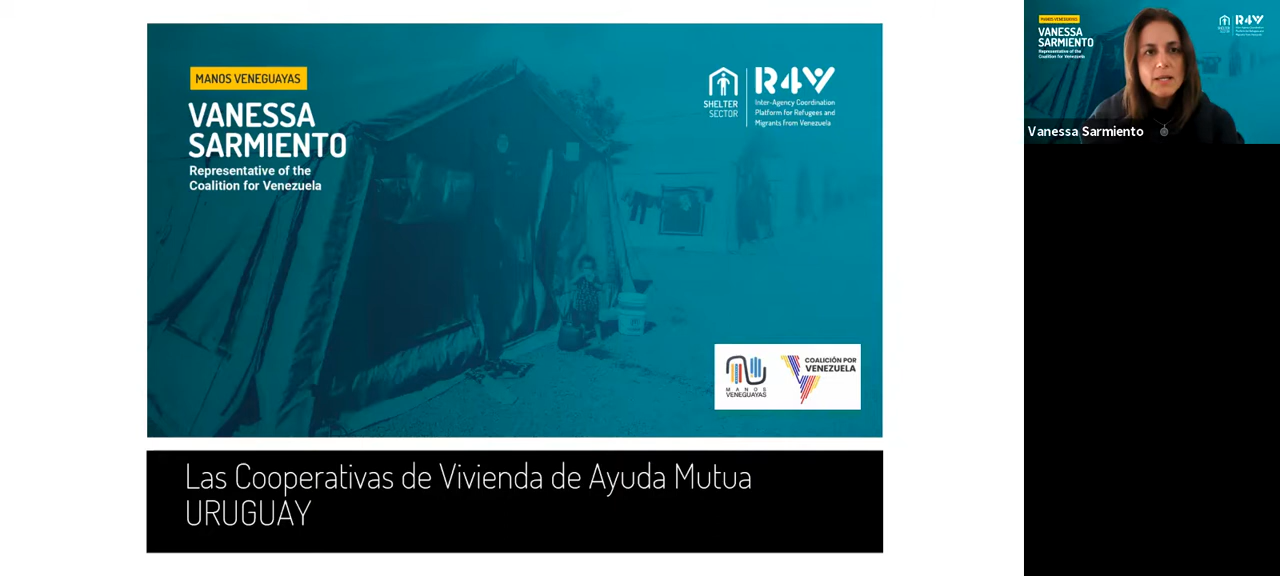 MANOS VENEGUAYAS
VANESSA
SARMIENTO
Representative of the
Coalition for Venezuela
SHELTER
SECTOR
R4V
Inter-Agency Coordination
Platform for Refugees and
Migrants from Venezuela
MANOS
VENEGUAYAS
COALICIÓN POR
VENEZUELA
Las Cooperativas de Vivienda de Ayuda Mutua
URUGUAY
MANOS VENEGUAYAS
VANESSA
SARMIENTO
Representative of the
Coalition for Venezuela
R4V
Vanessa Sarmiento